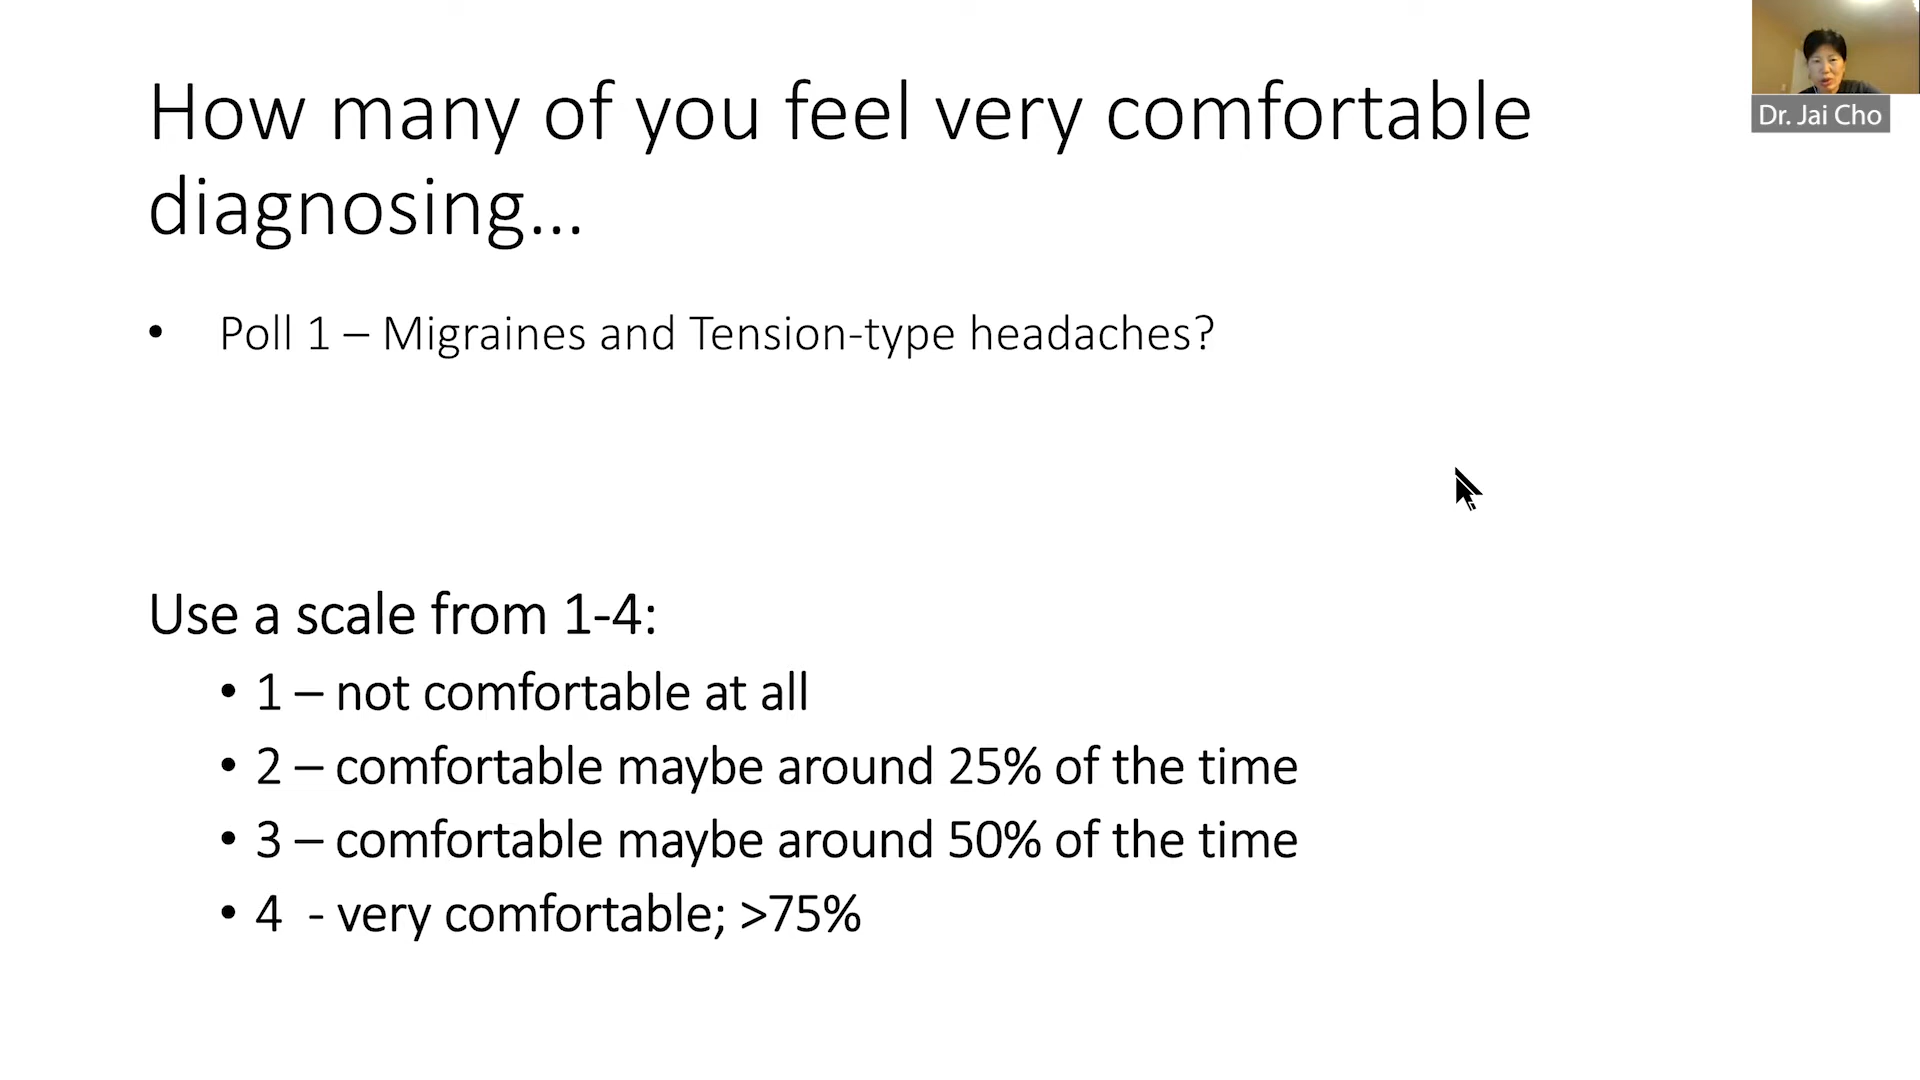 How many of you feel very comfortable
diagnosing...
• Poll 1 – Migraines and Tension-type headaches?
Use a scale from 1-4:
• 1 – not comfortable at all
• 2 – comfortable maybe around 25% of the time
• 3 – comfortable maybe around 50% of the time
• 4  - very comfortable; >75%
Dr. Jai Cho